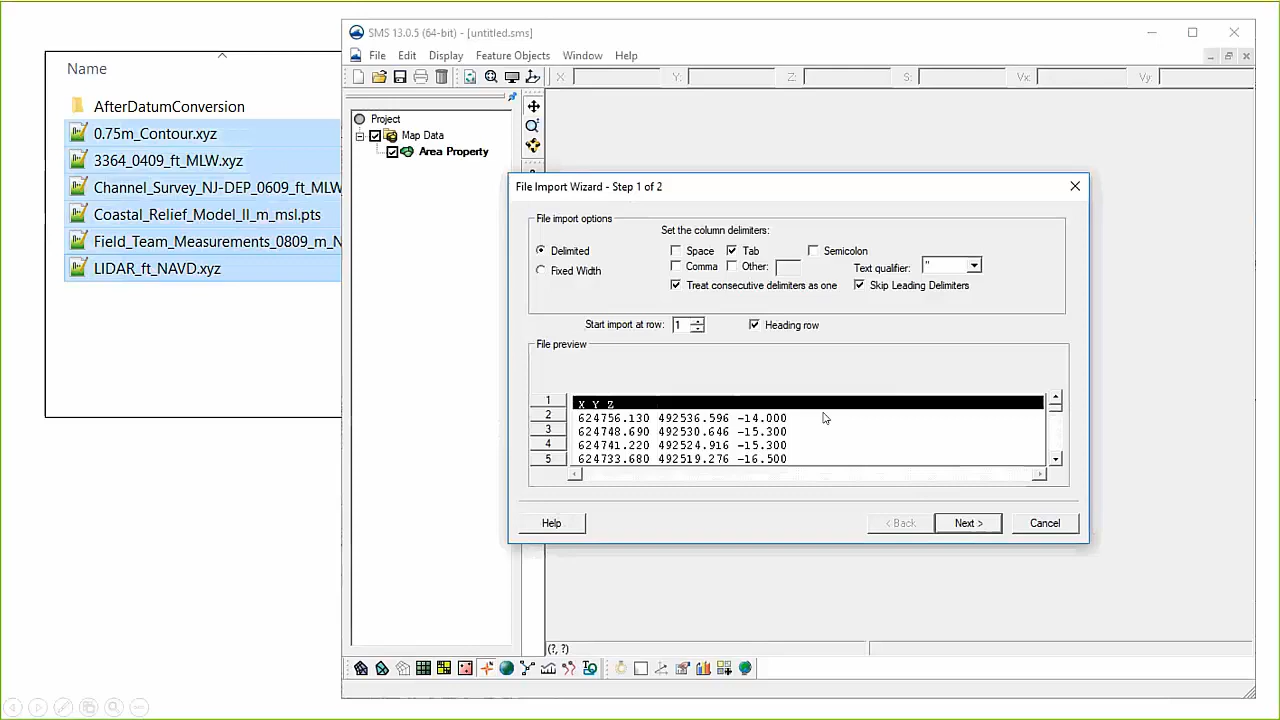 Name
AfterDatumConversion
0.75m_Contour.xyz
3364_0409_ft_MLW.xyz
Channel_Survey_NJ-DEP_0609_ft_MLW
Coastal_Relief_Model_II_m_msl.pts
Field_Team_Measurements_0809_m_N
LIDAR_ft_NAVD.xyz
SMS 13.0.5 (64-bit) - [untitled.sms]
File Edit Display Feature Objects Window Help
X Y: Z: S: Vx: Vy:
Project
Map Data
Area Property
File Import Wizard - Step 1 of 2
File import options
Set the column delimiters:
Delimited
Space Tab Semicolon
Fixed Width
Comma Other: Text qualifier: "
Treat consecutive delimiters as one Skip Leading Delimiters
Start import at row: 1 Heading row
File preview
1 X Y Z
2 624756.130 492536.596 -14.000
3 624748.690 492530.646 -15.300
4 624741.220 492524.916 -15.300
5 624733.680 492519.276 -16.500
Help < Back Next > Cancel
(?, ?)